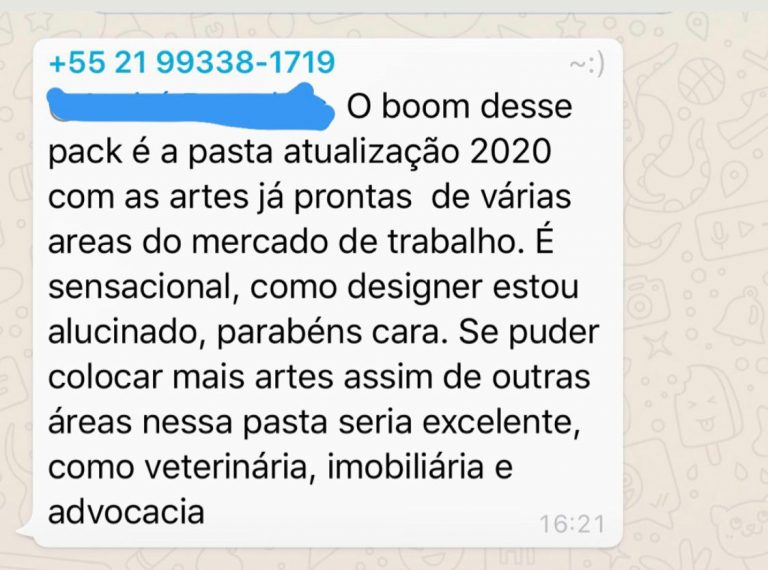 +55 21 99338-1719 ~:)
O boom desse
pack é a pasta atualização 2020
com as artes já prontas de várias
areas do mercado de trabalho. É
sensacional, como designer estou
alucinado, parabéns cara. Se puder
colocar mais artes assim de outras
áreas nessa pasta seria excelente,
como veterinária, imobiliária e
advocacia
16:21